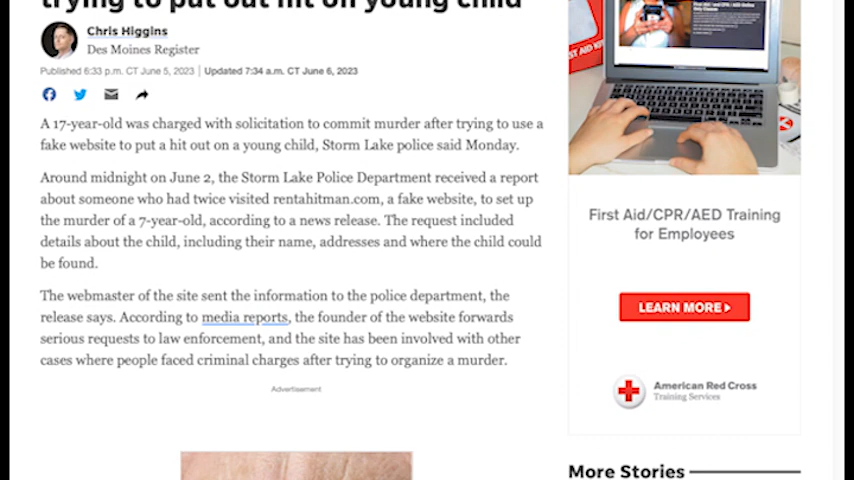 trying to put out hit on young child
Chris Higgins
Des Moines Register
Published 6:33 p.m. CT June 5, 2023 | Updated 7:34 a.m. CT June 6, 2023
A 17-year-old was charged with solicitation to commit murder after trying to use a
fake website to put a hit out on a young child, Storm Lake police said Monday.
Around midnight on June 2, the Storm Lake Police Department received a report
about someone who had twice visited rentahitman.com, a fake website, to set up
the murder of a 7-year-old, according to a news release. The request included
details about the child, including their name, addresses and where the child could
be found.
The webmaster of the site sent the information to the police department, the
release says. According to media reports, the founder of the website forwards
serious requests to law enforcement, and the site has been involved with other
cases where people faced criminal charges after trying to organize a murder.
Advertisement
ST AID KIT
First Aid/CPR/AED Training
for Employees
LEARN MORE
American Red Cross
Training Services
More Stories